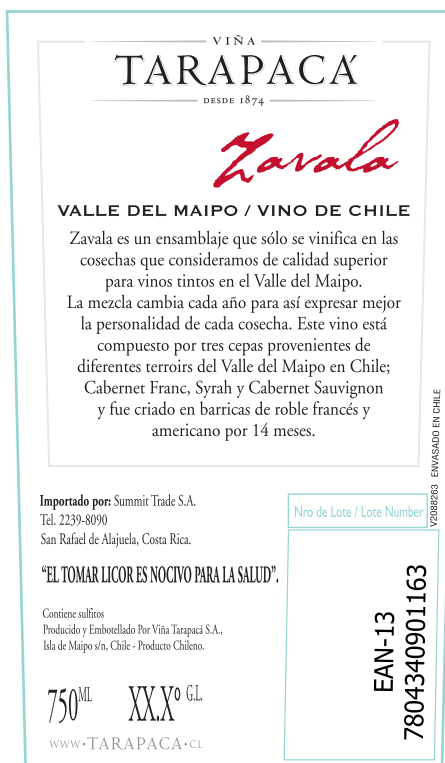 VIÑA
TARAPACÁ
DESDE 1874
Zavala
VALLE DEL MAIPO / VINO DE CHILE
Zavala es un ensamblaje que sólo se vinifica en las
cosechas que consideramos de calidad superior
para vinos tintos en el Valle del Maipo.
La mezcla cambia cada año para así expresar mejor
la personalidad de cada cosecha. Este vino está
compuesto por tres cepas provenientes de
diferentes terroirs del Valle del Maipo en Chile;
Cabernet Franc, Syrah y Cabernet Sauvignon
y fue criado en barricas de roble francés y
americano por 14 meses.
V2088263 ENVASADO EN CHILE
Importado por: Summit Trade S.A.
Tel. 2239-8090
San Rafael de Alajuela, Costa Rica.
Nro de Lote / Lote Number
“EL TOMAR LICOR ES NOCIVO PARA LA SALUD”.
Contiene sulfitos
Producido y Embotellado Por Viña Tarapacá S.A.,
Isla de Maipo s/n, Chile - Producto Chileno.
EAN-13
7804340901163
750 ML XX.Xº G.L.
WWW·TARAPACA·CL